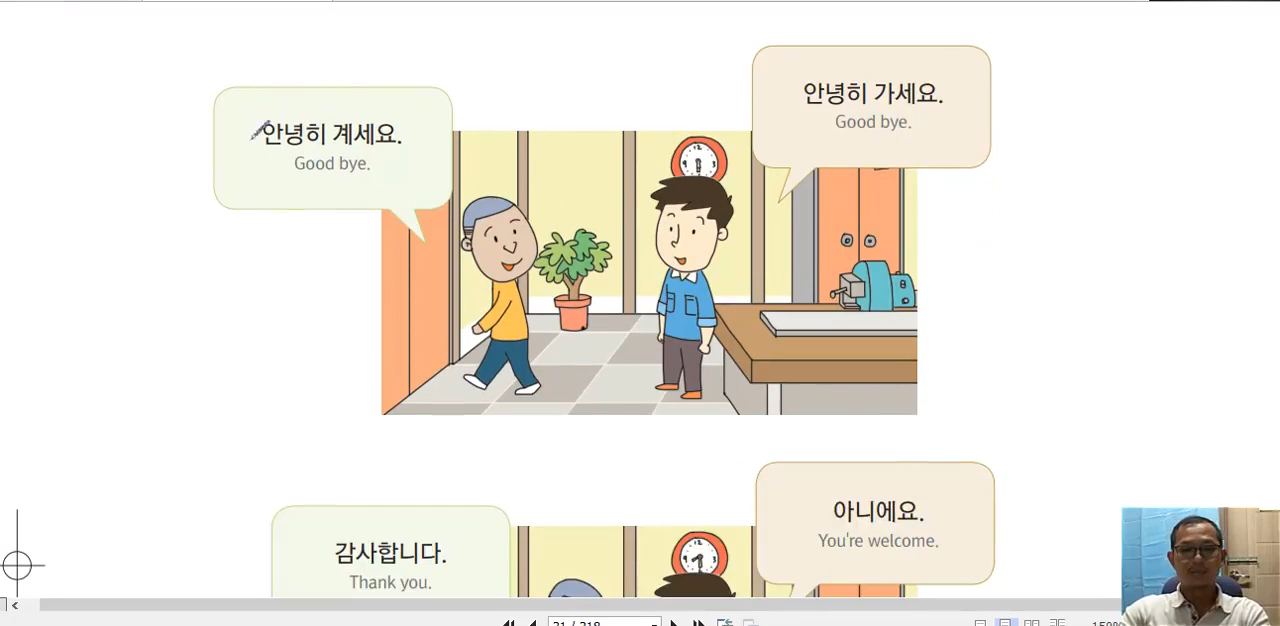 안녕히 가세요.
Good bye.
안녕히 계세요.
Good bye.
아니에요.
You're welcome.
감사합니다.
Thank you.